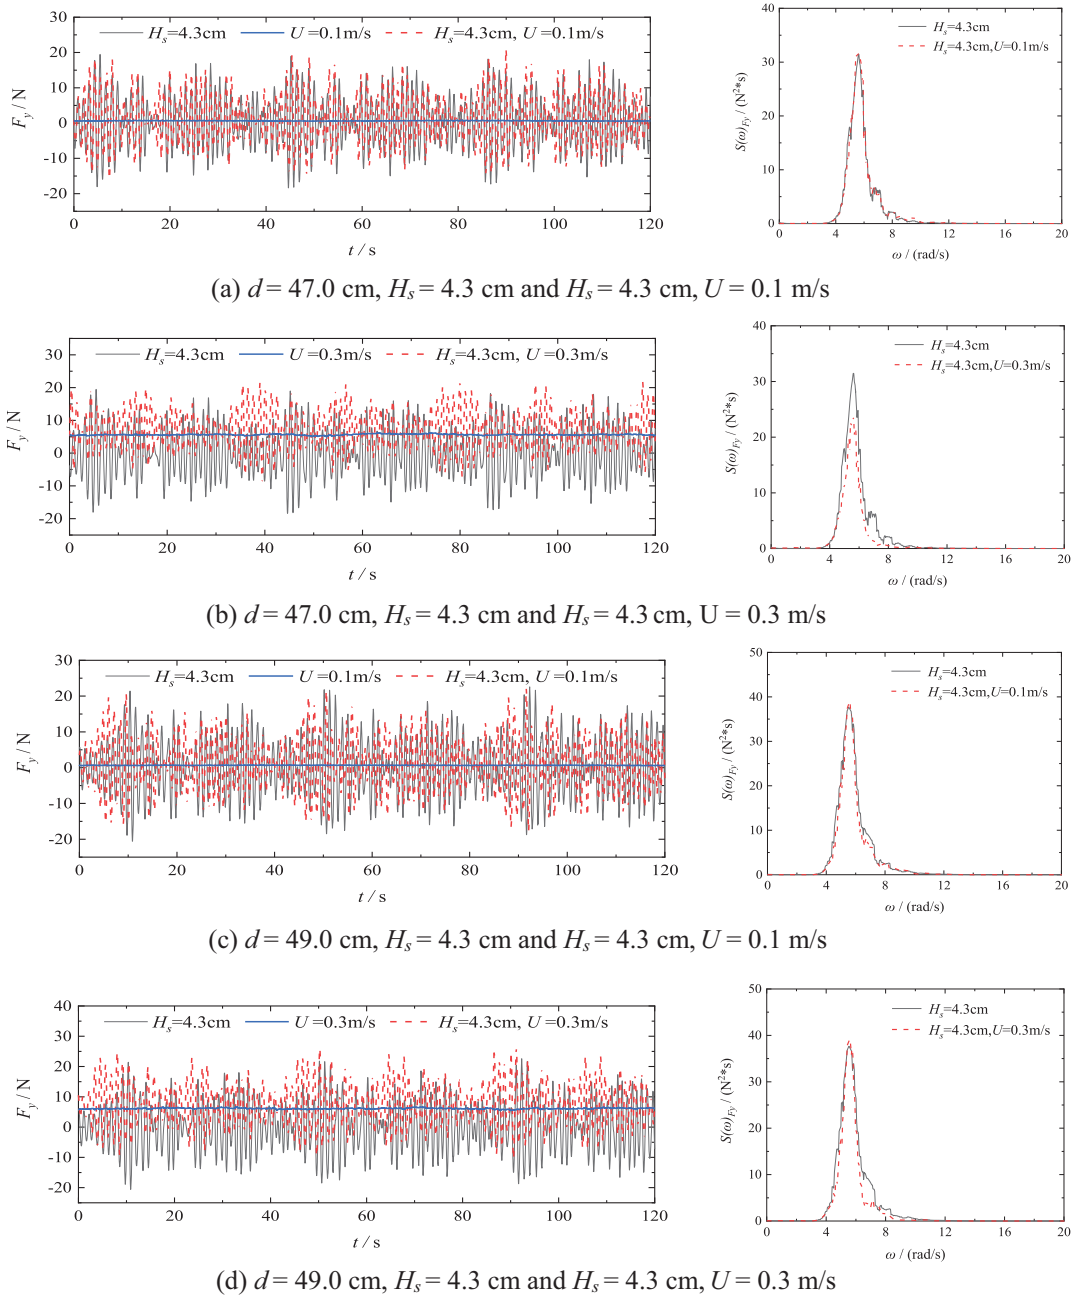 Hs=4.3cm U=0.1m/s Hs=4.3cm, U=0.1m/s
30
20
10
0
-10
-20
Fy / N
0 20 40 60 80 100 120
t / s
Hs=4.3cm
Hs=4.3cm,U=0.1m/s
40
30
20
10
0
S(ω)Fy / (N2*s)
0 4 8 12 16 20
ω / (rad/s)
(a) d = 47.0 cm, Hs = 4.3 cm and Hs = 4.3 cm, U = 0.1 m/s
Hs=4.3cm U=0.3m/s Hs=4.3cm, U=0.3m/s
30
20
10
0
-10
-20
Fy / N
0 20 40 60 80 100 120
t / s
Hs=4.3cm
Hs=4.3cm,U=0.3m/s
40
30
20
10
0
S(ω)Fy / (N2*s)
0 4 8 12 16 20
ω / (rad/s)
(b) d = 47.0 cm, Hs = 4.3 cm and Hs = 4.3 cm, U = 0.3 m/s
Hs=4.3cm U=0.1m/s Hs=4.3cm, U=0.1m/s
30
20
10
0
-10
-20
Fy / N
0 20 40 60 80 100 120
t / s
Hs=4.3cm
Hs=4.3cm,U=0.1m/s
50
40
30
20
10
0
S(ω)Fy / (N2*s)
0 4 8 12 16 20
ω / (rad/s)
(c) d = 49.0 cm, Hs = 4.3 cm and Hs = 4.3 cm, U = 0.1 m/s
Hs=4.3cm U=0.3m/s Hs=4.3cm, U=0.3m/s
40
30
20
10
0
-10
-20
Fy / N
0 20 40 60 80 100 120
t / s
Hs=4.3cm
Hs=4.3cm,U=0.3m/s
50
40
30
20
10
0
S(ω)Fy / (N2*s)
0 4 8 12 16 20
ω / (rad/s)
(d) d = 49.0 cm, Hs = 4.3 cm and Hs = 4.3 cm, U = 0.3 m/s